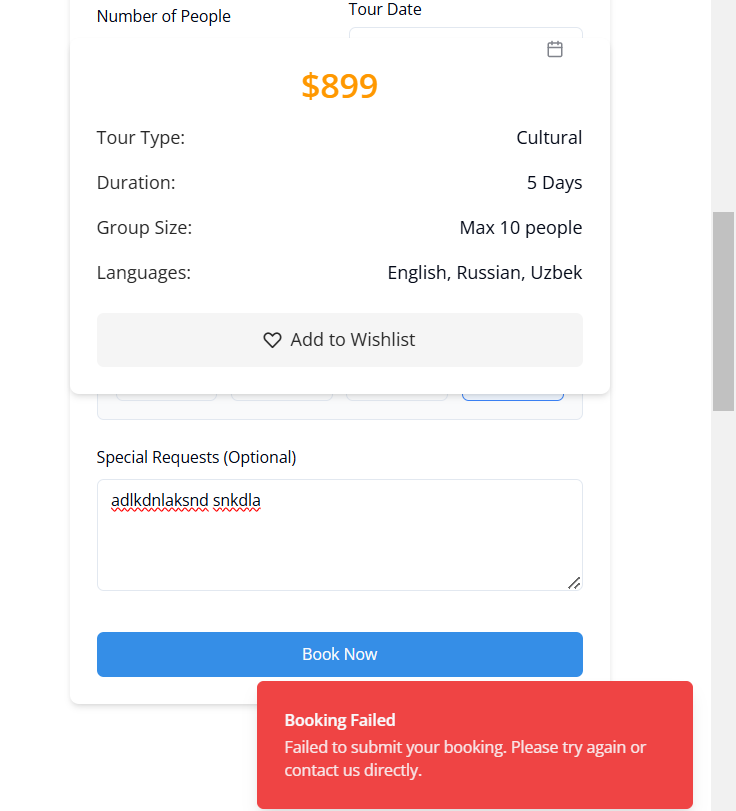 Number of People
Tour Date
$899
Tour Type:
Cultural
Duration:
5 Days
Group Size:
Max 10 people
Languages:
English, Russian, Uzbek
Add to Wishlist
Special Requests (Optional)
adlkdnlaksnd snkdla
Book Now
Booking Failed
Failed to submit your booking. Please try again or
contact us directly.